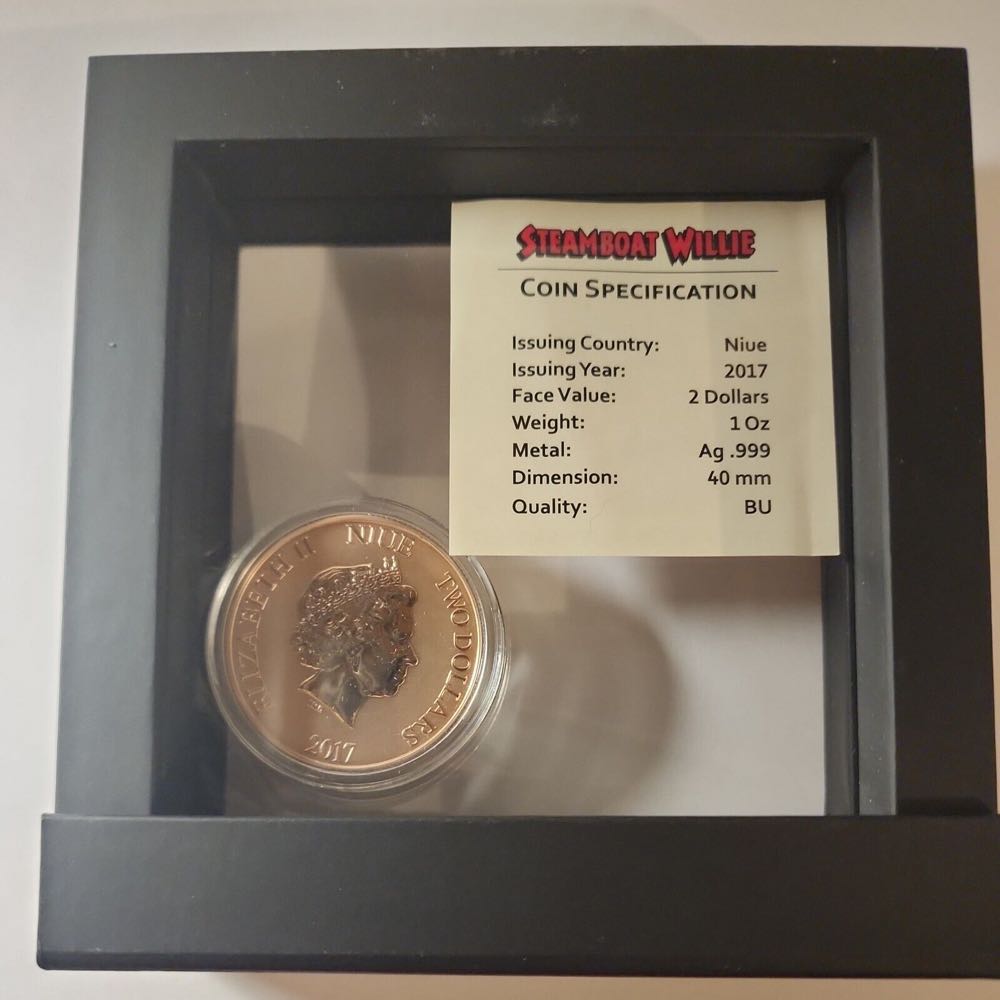 STEAMBOAT WILLIE
COIN SPECIFICATION
Issuing Country: Niue
Issuing Year: 2017
Face Value: 2 Dollars
Weight: 1 Oz
Metal: Ag .999
Dimension: 40 mm
Quality: BU
ELIZABETH II NIUE TWO DOLLARS
2017